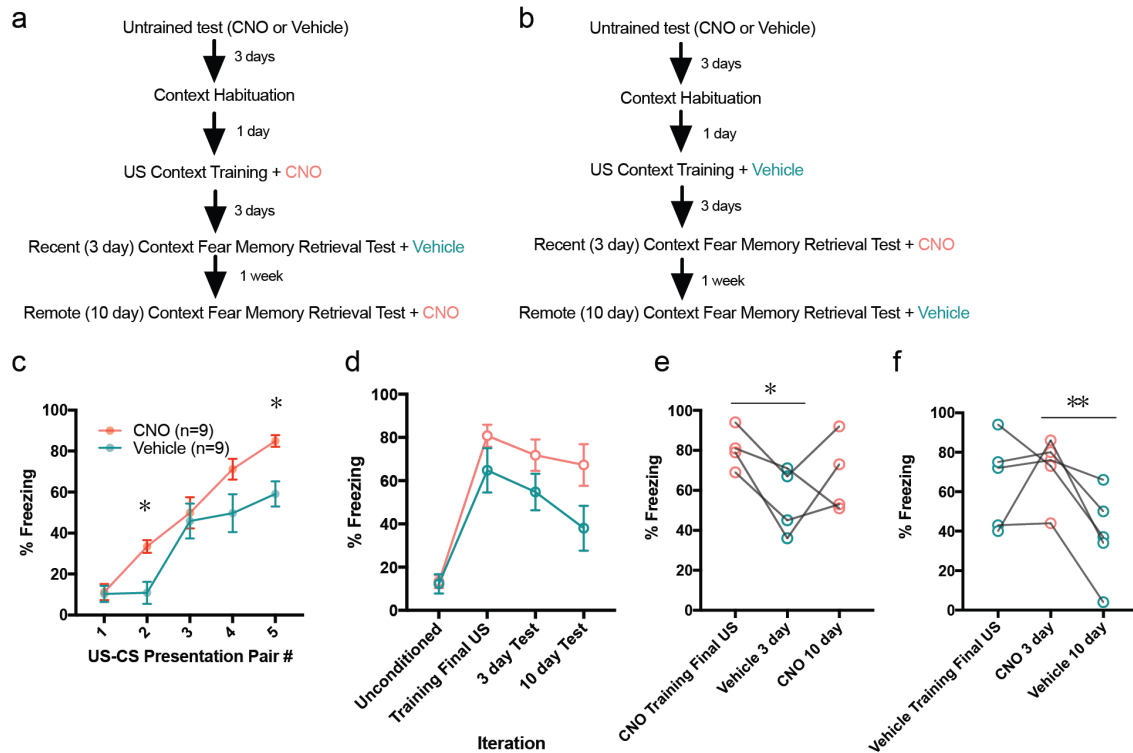 a
Untrained test (CNO or Vehicle)
3 days
Context Habituation
1 day
US Context Training + CNO
3 days
Recent (3 day) Context Fear Memory Retrieval Test + Vehicle
1 week
Remote (10 day) Context Fear Memory Retrieval Test + CNO
b
Untrained test (CNO or Vehicle)
3 days
Context Habituation
1 day
US Context Training + Vehicle
3 days
Recent (3 day) Context Fear Memory Retrieval Test + CNO
1 week
Remote (10 day) Context Fear Memory Retrieval Test + Vehicle
c
% Freezing
100
80
60
40
20
0
CNO (n=9)
Vehicle (n=9)
*
*
1
2
3
4
5
US-CS Presentation Pair #
d
% Freezing
100
80
60
40
20
0
Unconditioned
Training Final US
3 day Test
10 day Test
Iteration
e
% Freezing
100
80
60
40
20
0
*
CNO Training Final US
Vehicle 3 day
CNO 10 day
f
% Freezing
100
80
60
40
20
0
**
Vehicle Training Final US
CNO 3 day
Vehicle 10 day